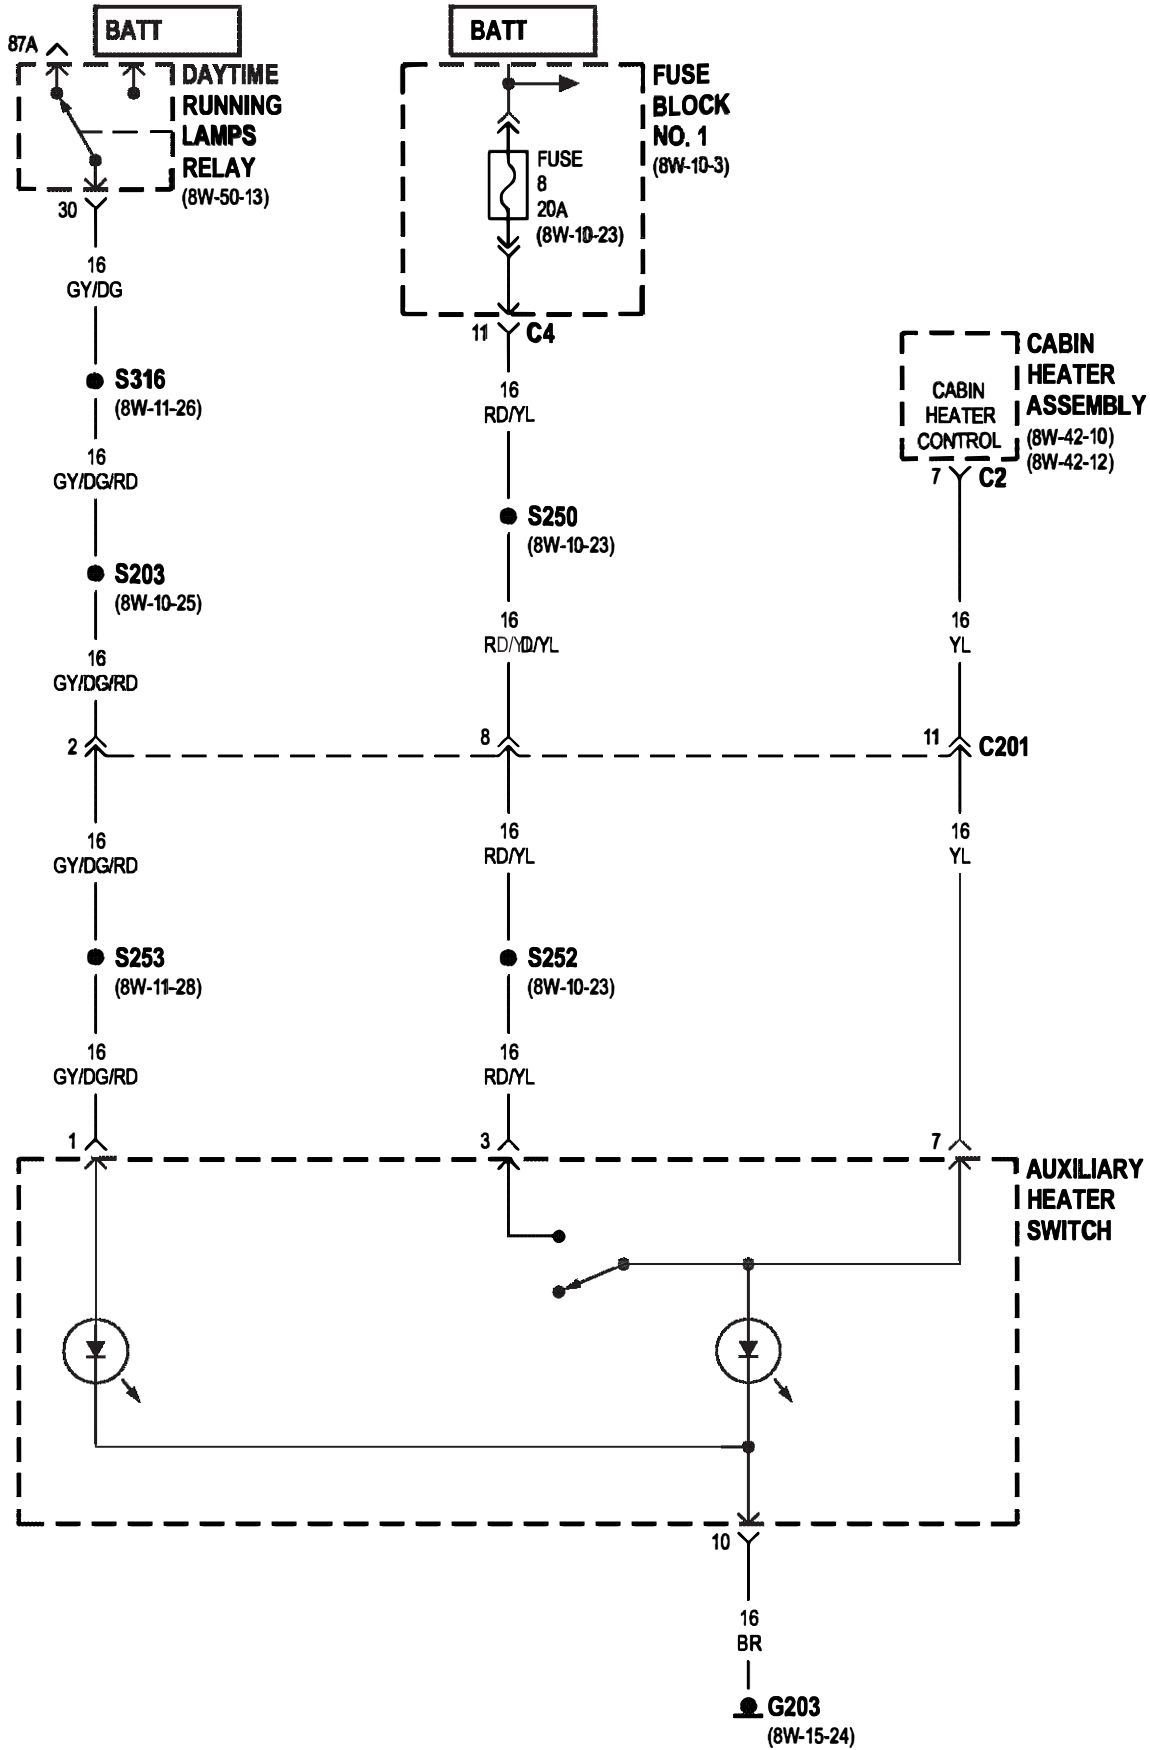 BATT
BATT
87A
DAYTIME
RUNNING
LAMPS
RELAY
(8W-50-13)
30
FUSE
BLOCK
NO. 1
(8W-10-3)
FUSE
8
20A
(8W-10-23)
11
C4
16
GY/DG
S316
(8W-11-26)
16
RD/YL
CABIN
HEATER
CONTROL
CABIN
HEATER
ASSEMBLY
(8W-42-10)
(8W-42-12)
7
C2
16
GY/DG/RD
S250
(8W-10-23)
S203
(8W-10-25)
16
GY/DG/RD
16
16
YL
2
8
11
C201
16
GY/DG/RD
16
RD/YL
16
YL
S253
(8W-11-28)
S252
(8W-10-23)
16
GY/DG/RD
16
RD/YL
1
3
7
AUXILIARY
HEATER
SWITCH
10
16
BR
G203
(8W-15-24)